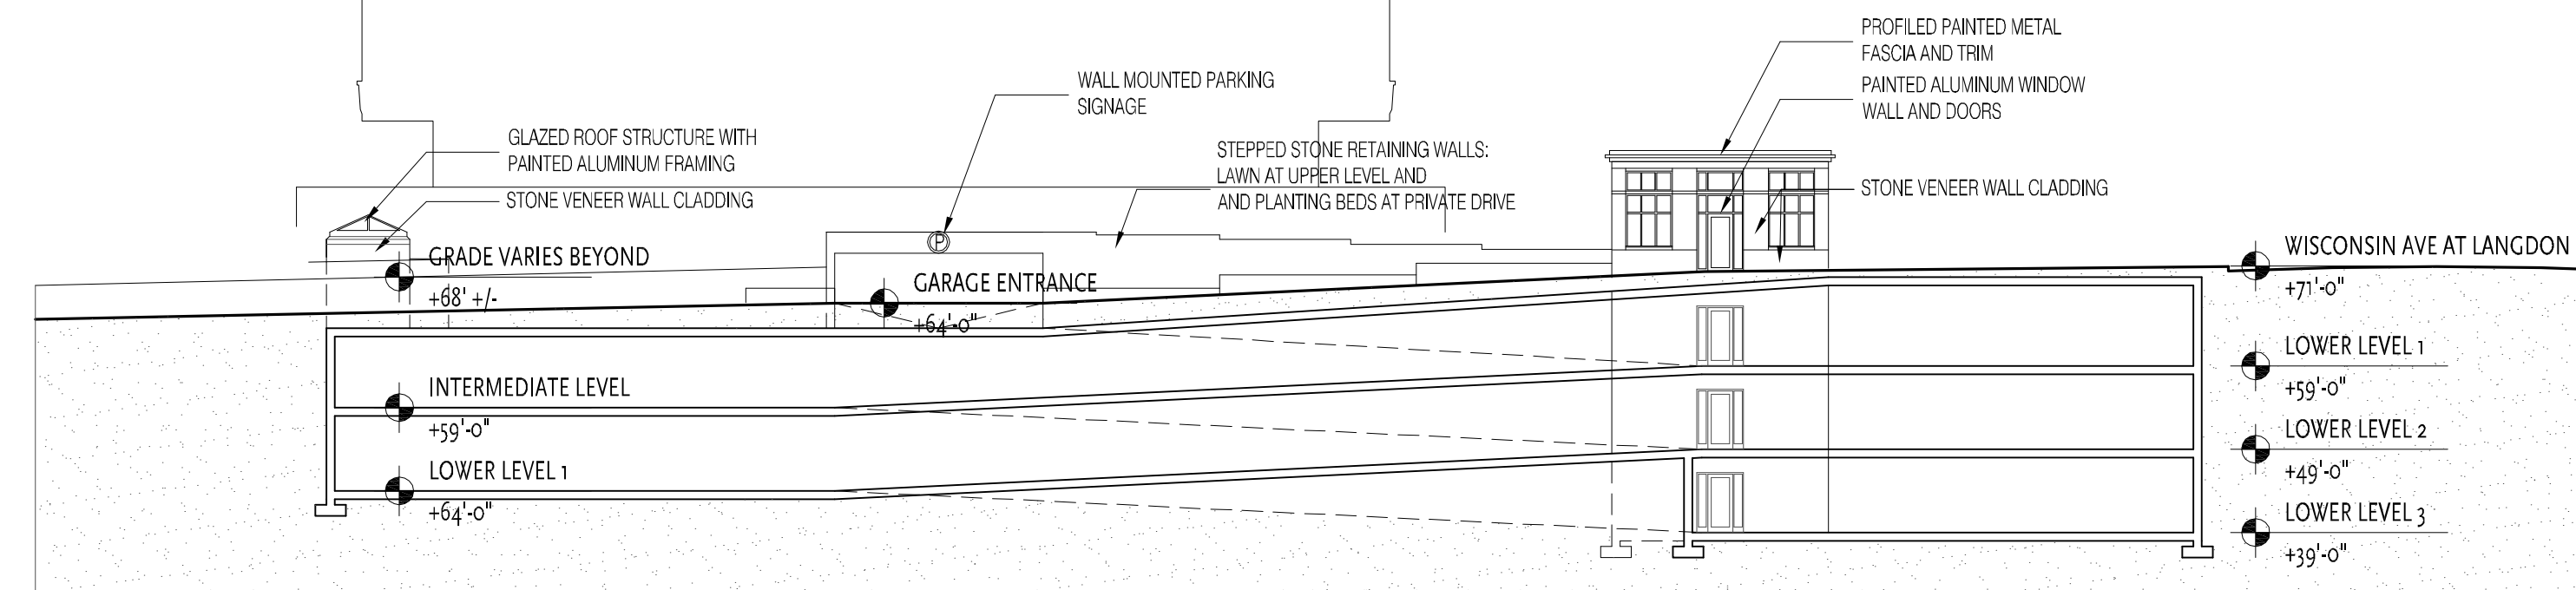 PROFILED PAINTED METAL
FASCIA AND TRIM
WALL MOUNTED PARKING
SIGNAGE
PAINTED ALUMINUM WINDOW
WALL AND DOORS
GLAZED ROOF STRUCTURE WITH
PAINTED ALUMINUM FRAMING
STEPPED STONE RETAINING WALLS:
LAWN AT UPPER LEVEL AND
AND PLANTING BEDS AT PRIVATE DRIVE
STONE VENEER WALL CLADDING
STONE VENEER WALL CLADDING
P
GRADE VARIES BEYOND
+68' +/-
GARAGE ENTRANCE
+64'-0"
WISCONSIN AVE AT LANGDON
+71'-0"
INTERMEDIATE LEVEL
+59'-0"
LOWER LEVEL 1
+64'-0"
LOWER LEVEL 1
+59'-0"
LOWER LEVEL 2
+49'-0"
LOWER LEVEL 3
+39'-0"